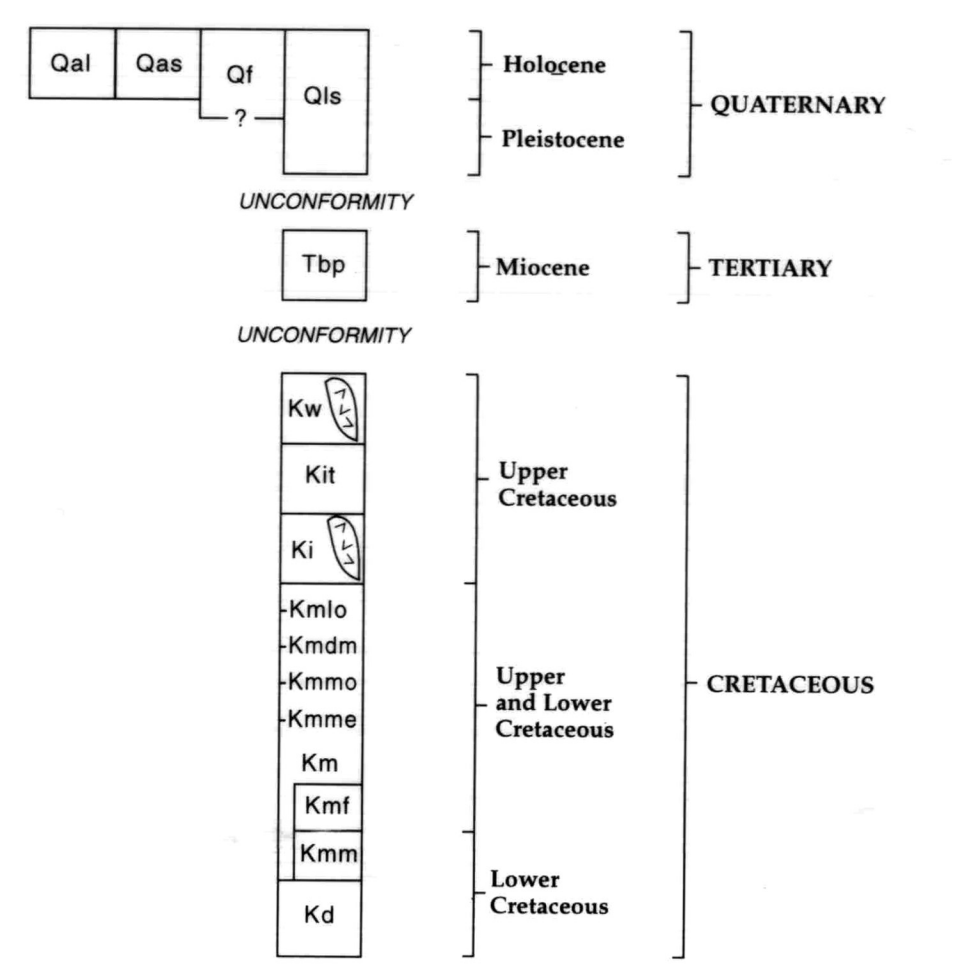 Qal Qas Qf Qls Holocene
? Pleistocene QUATERNARY
UNCONFORMITY
Tbp Miocene TERTIARY
UNCONFORMITY
Kw
Kit Upper
Cretaceous
Ki
Kmlo
Kmdm
Kmmo Upper
and Lower
Cretaceous CRETACEOUS
Kmme
Km
Kmf
Kmm
Kd Lower
Cretaceous